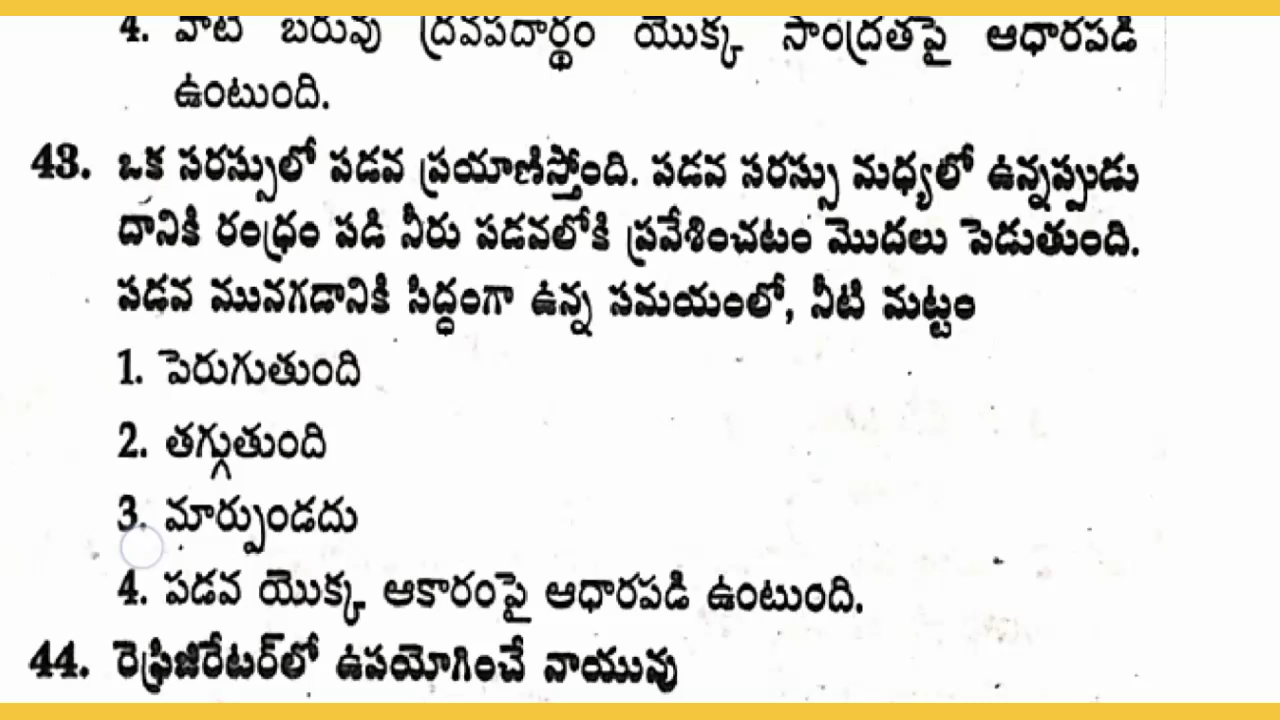 4. వాటి బరువు ద్రవపదార్థం యొక్క సాంద్రతపై ఆధారపడి
ఉంటుంది.
43. ఒక సరస్సులో పడవ ప్రయాణిస్తోంది. పడవ సరస్సు మధ్యలో ఉన్నప్పుడు
దానికి రంధ్రం పడి నీరు పడవలోకి ప్రవేశించటం మొదలు పెడుతుంది.
పడవ మునగడానికి సిద్ధంగా ఉన్న సమయంలో, నీటి మట్టం
1. పెరుగుతుంది
2. తగ్గుతుంది
3. మార్పుండదు
4. పడవ యొక్క ఆకారంపై ఆధారపడి ఉంటుంది.
44. రెఫ్రిజిరేటర్‌లో ఉపయోగించే వాయువు